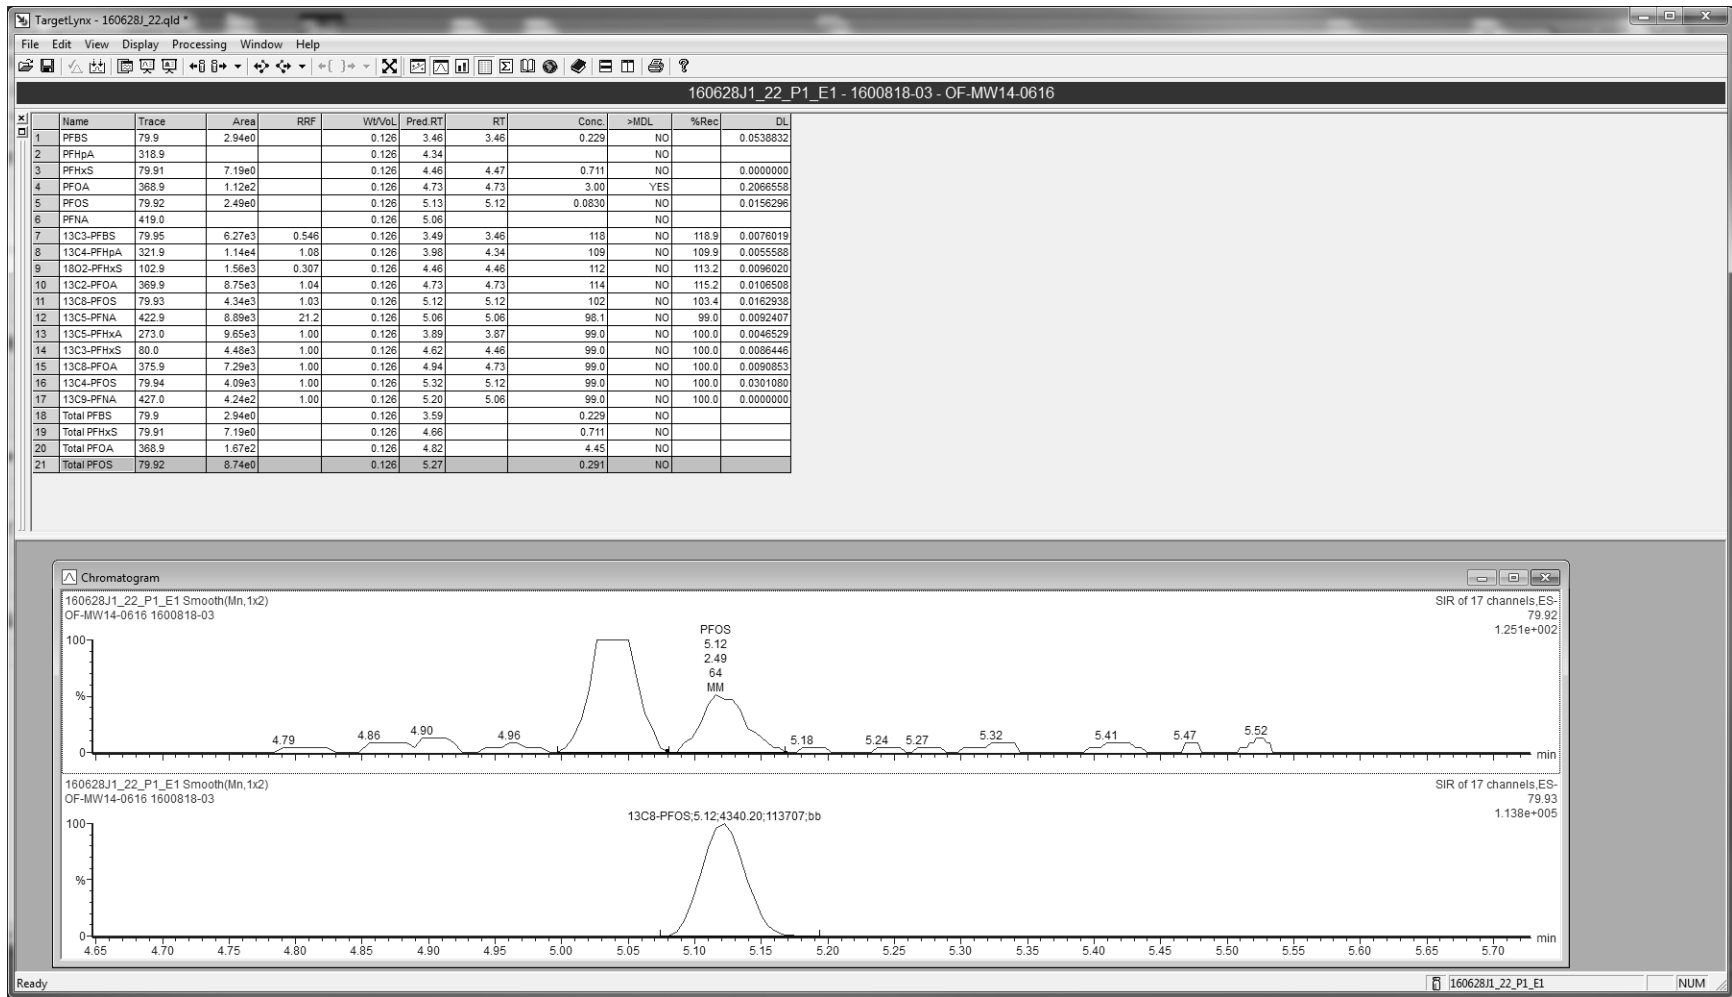 TargetLynx - 160628J_22.qld *
File Edit View Display Processing Window Help
160628J1_22_P1_E1 - 1600818-03 - OF-MW14-0616
Name Trace Area RRF Wt/VoL Pred.RT RT Conc. >MDL %Rec DL
1 PFBS 79.9 2.94e0 0.126 3.46 3.46 0.229 NO 0.0538832
2 PFHpA 318.9 0.126 4.34 NO
3 PFHxS 79.91 7.19e0 0.126 4.46 4.47 0.711 NO 0.0000000
4 PFOA 368.9 1.12e2 0.126 4.73 4.73 3.00 YES 0.2066558
5 PFOS 79.92 2.49e0 0.126 5.13 5.12 0.0830 NO 0.0156296
6 PFNA 419.0 0.126 5.06 NO
7 13C3-PFBS 79.95 6.27e3 0.546 0.126 3.49 3.46 118 NO 118.9 0.0076019
8 13C4-PFHpA 321.9 1.14e4 1.08 0.126 3.98 4.34 109 NO 109.9 0.0055588
9 18O2-PFHxS 102.9 1.56e3 0.307 0.126 4.46 4.46 112 NO 113.2 0.0096020
10 13C2-PFOA 369.9 8.75e3 1.04 0.126 4.73 4.73 114 NO 115.2 0.0106508
11 13C8-PFOS 79.93 4.34e3 1.03 0.126 5.12 5.12 102 NO 103.4 0.0162938
12 13C5-PFNA 422.9 8.89e3 21.2 0.126 5.06 5.06 98.1 NO 99.0 0.0092407
13 13C5-PFHxA 273.0 9.65e3 1.00 0.126 3.89 3.87 99.0 NO 100.0 0.0046529
14 13C3-PFHxS 80.0 4.48e3 1.00 0.126 4.62 4.46 99.0 NO 100.0 0.0086446
15 13C8-PFOA 375.9 7.29e3 1.00 0.126 4.94 4.73 99.0 NO 100.0 0.0090853
16 13C4-PFOS 79.94 4.09e3 1.00 0.126 5.32 5.12 99.0 NO 100.0 0.0301080
17 13C9-PFNA 427.0 4.24e2 1.00 0.126 5.20 5.06 99.0 NO 100.0 0.0000000
18 Total PFBS 79.9 2.94e0 0.126 3.59 0.229 NO
19 Total PFHxS 79.91 7.19e0 0.126 4.66 0.711 NO
20 Total PFOA 368.9 1.67e2 0.126 4.82 4.45 NO
21 Total PFOS 79.92 8.74e0 0.126 5.27 0.291 NO
Chromatogram
160628J1_22_P1_E1 Smooth(Mn,1x2) SIR of 17 channels,ES-
OF-MW14-0616 1600818-03 79.92
1.251e+002
PFOS
5.12
2.49
64
MM
100
%
0
4.79 4.86 4.90 4.96 5.18 5.24 5.27 5.32 5.41 5.47 5.52
min
160628J1_22_P1_E1 Smooth(Mn,1x2) SIR of 17 channels,ES-
OF-MW14-0616 1600818-03 79.93
1.138e+005
13C8-PFOS;5.12;4340.20;113707;bb
100
%
0
min
4.65 4.70 4.75 4.80 4.85 4.90 4.95 5.00 5.05 5.10 5.15 5.20 5.25 5.30 5.35 5.40 5.45 5.50 5.55 5.60 5.65 5.70
Ready 160628J1_22_P1_E1 NUM